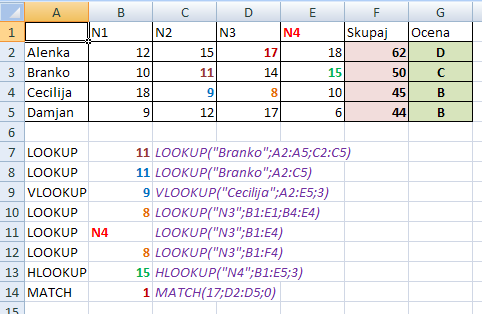 A B C D E F G
1 N1 N2 N3 N4 Skupaj Ocena
2 Alenka 12 15 17 18 62 D
3 Branko 10 11 14 15 50 C
4 Cecilija 18 9 8 10 45 B
5 Damjan 9 12 17 6 44 B
6
7 LOOKUP 11 LOOKUP("Branko";A2:A5;C2:C5)
8 LOOKUP 11 LOOKUP("Branko";A2:C5)
9 VLOOKUP 9 VLOOKUP("Cecilija";A2:E5;3)
10 LOOKUP 8 LOOKUP("N3";B1:E1;B4:E4)
11 LOOKUP N4 LOOKUP("N3";B1:E4)
12 LOOKUP 8 LOOKUP("N3";B1:F4)
13 HLOOKUP 15 HLOOKUP("N4";B1:E5;3)
14 MATCH 1 MATCH(17;D2:D5;0)
15